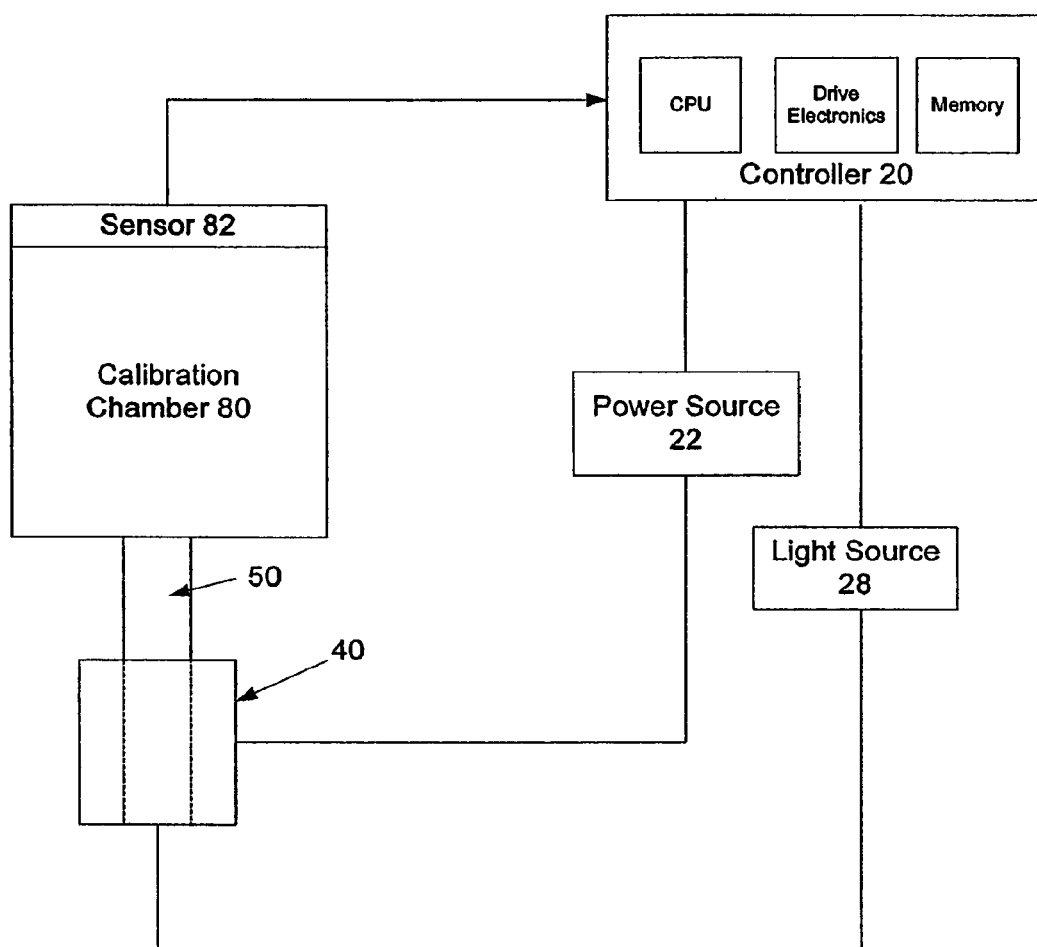 CPU
Drive
Electronics
Memory
Controller 20
Sensor 82
Calibration
Chamber 80
Power Source
22
Light Source
28
50
40